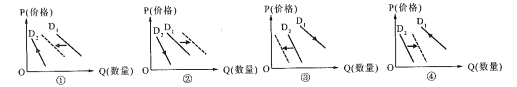 P(价格) P(价格) P(价格) P(价格)
D₂ D₁ D₂ D₁ D₂ D₁ D₂ D₁
O Q(数量) O Q(数量) O Q(数量) O Q(数量)
① ② ③ ④